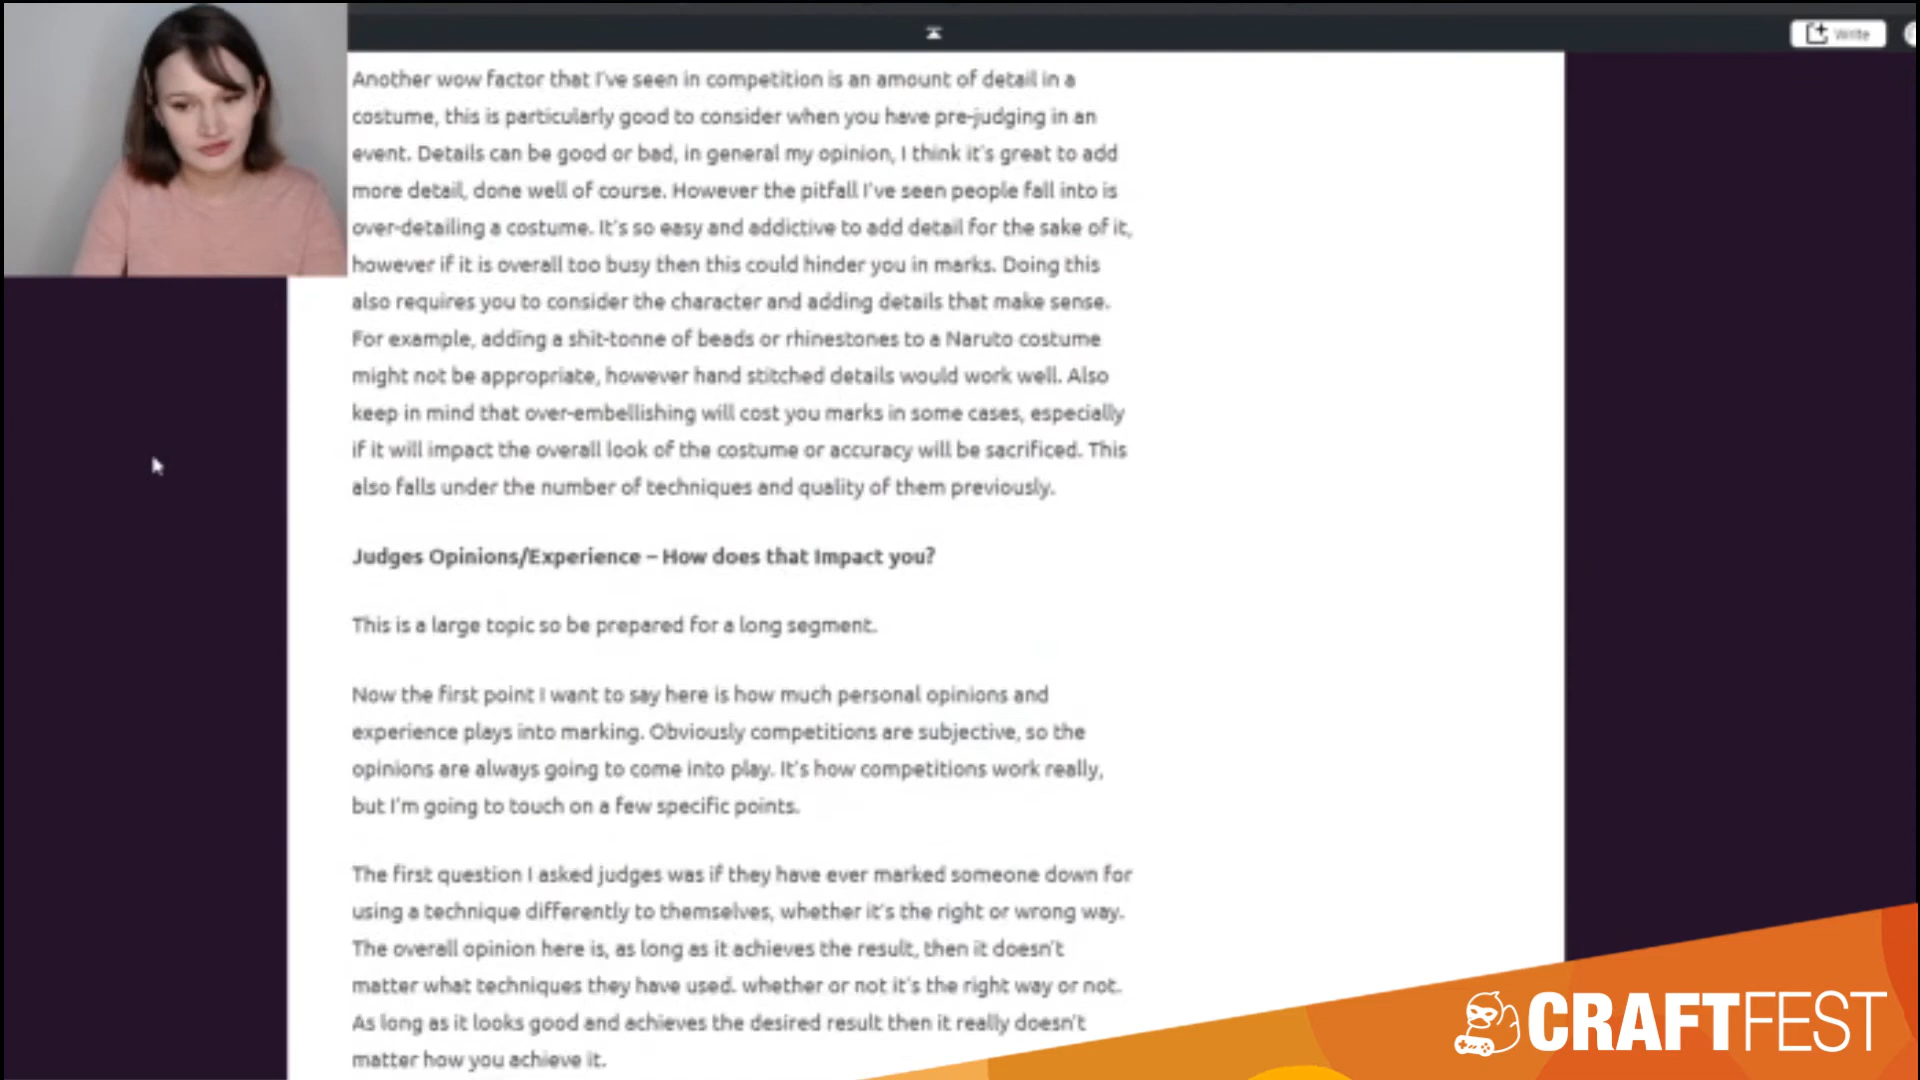 Write
Another wow factor that I've seen in competition is an amount of detail in a
costume, this is particularly good to consider when you have pre-judging in an
event. Details can be good or bad, in general my opinion, I think it's great to add
more detail, done well of course. However the pitfall I've seen people fall into is
over-detailing a costume. It's so easy and addictive to add detail for the sake of it,
however if it is overall too busy then this could hinder you in marks. Doing this
also requires you to consider the character and adding details that make sense.
For example, adding a shit-tonne of beads or rhinestones to a Naruto costume
might not be appropriate, however hand stitched details would work well. Also
keep in mind that over-embellishing will cost you marks in some cases, especially
if it will impact the overall look of the costume or accuracy will be sacrificed. This
also falls under the number of techniques and quality of them previously.
Judges Opinions/Experience – How does that Impact you?
This is a large topic so be prepared for a long segment.
Now the first point I want to say here is how much personal opinions and
experience plays into marking. Obviously competitions are subjective, so the
opinions are always going to come into play. It's how competitions work really,
but I'm going to touch on a few specific points.
The first question I asked judges was if they have ever marked someone down for
using a technique differently to themselves, whether it's the right or wrong way.
The overall opinion here is, as long as it achieves the result, then it doesn't
matter what techniques they have used. whether or not it's the right way or not.
As long as it looks good and achieves the desired result then it really doesn't
matter how you achieve it.
CRAFTFEST